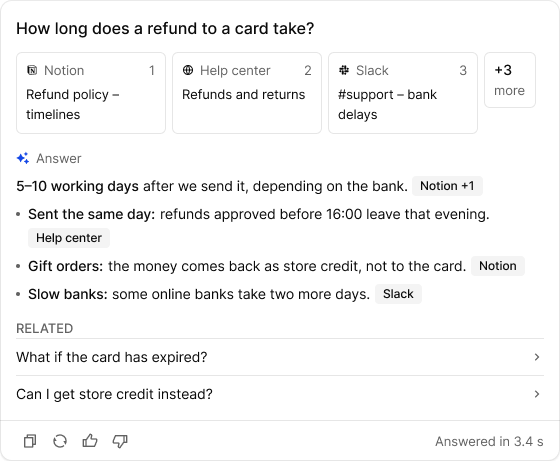 How long does a refund to a card take?
Notion 1
Refund policy –
timelines
Help center 2
Refunds and returns
Slack 3
#support – bank
delays
+3
more
Answer
5–10 working days after we send it, depending on the bank. Notion +1
• Sent the same day: refunds approved before 16:00 leave that evening.
Help center
• Gift orders: the money comes back as store credit, not to the card. Notion
• Slow banks: some online banks take two more days. Slack
RELATED
What if the card has expired?
Can I get store credit instead?
Answered in 3.4 s